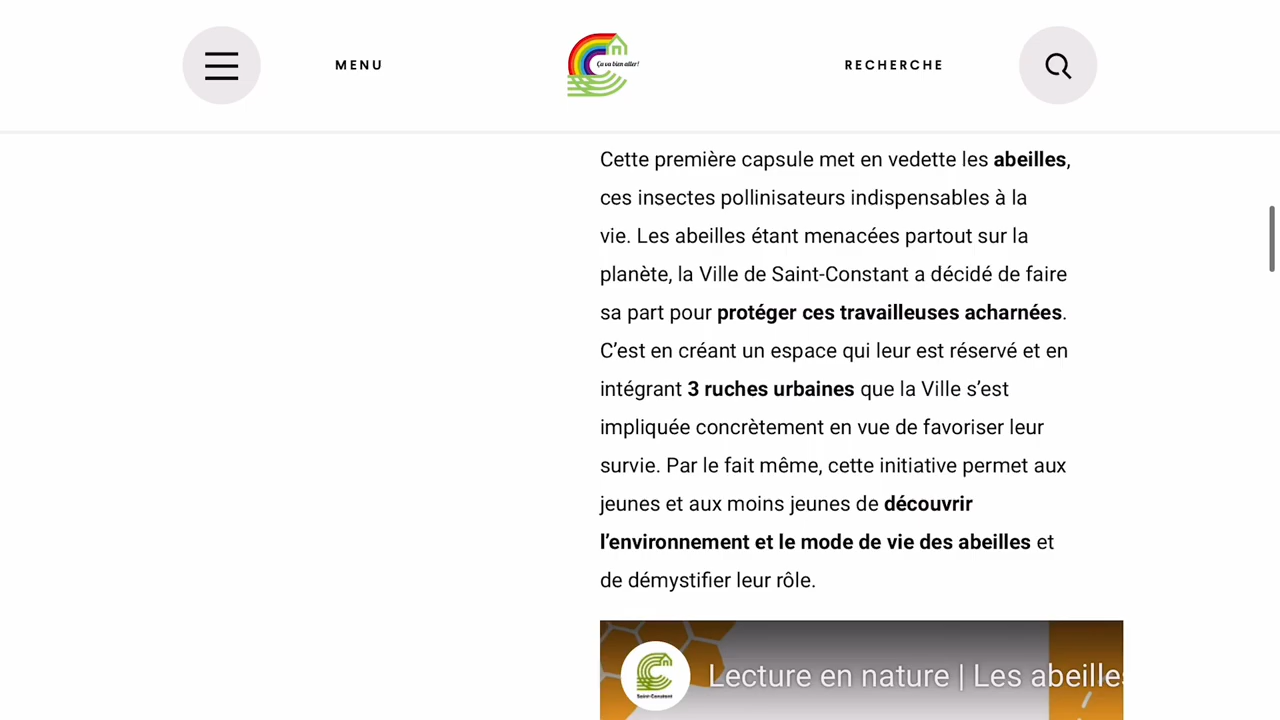 MENU
Ça va bien aller!
RECHERCHE
Cette première capsule met en vedette les abeilles,
ces insectes pollinisateurs indispensables à la
vie. Les abeilles étant menacées partout sur la
planète, la Ville de Saint-Constant a décidé de faire
sa part pour protéger ces travailleuses acharnées.
C’est en créant un espace qui leur est réservé et en
intégrant 3 ruches urbaines que la Ville s’est
impliquée concrètement en vue de favoriser leur
survie. Par le fait même, cette initiative permet aux
jeunes et aux moins jeunes de découvrir
l’environnement et le mode de vie des abeilles et
de démystifier leur rôle.
Saint-Constant
Lecture en nature | Les abeilles